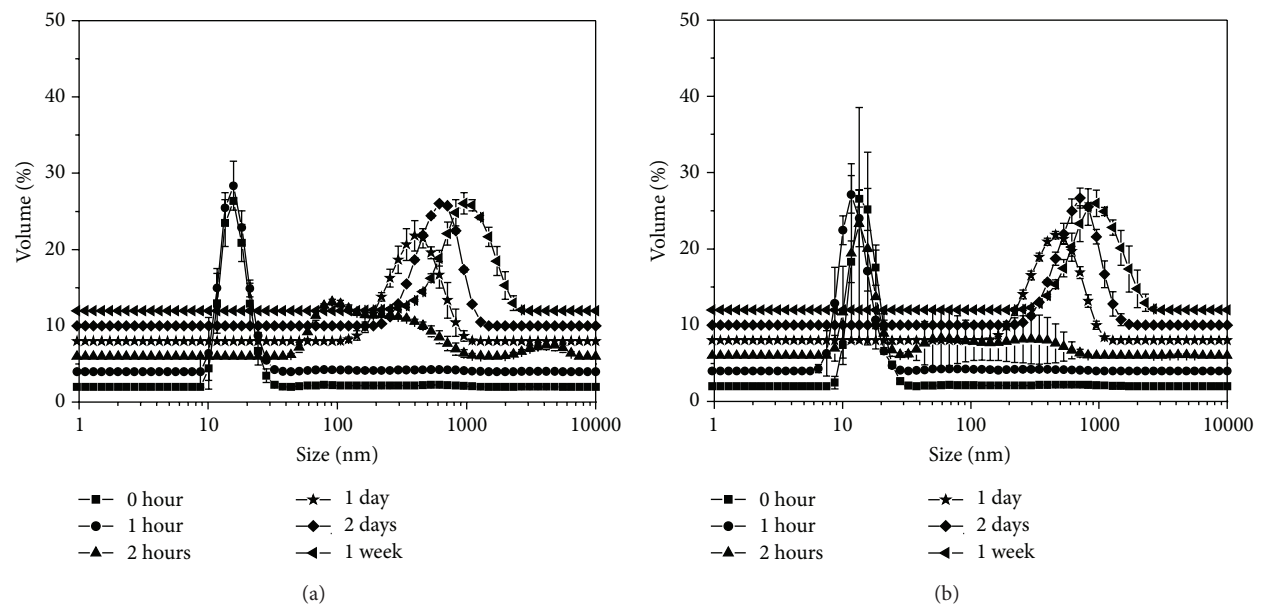 50
40
30
20
10
0
Volume (%)
1 10 100 1000 10000
Size (nm)
0 hour
1 hour
2 hours
1 day
2 days
1 week
(a)
50
40
30
20
10
0
Volume (%)
1 10 100 1000 10000
Size (nm)
0 hour
1 hour
2 hours
1 day
2 days
1 week
(b)